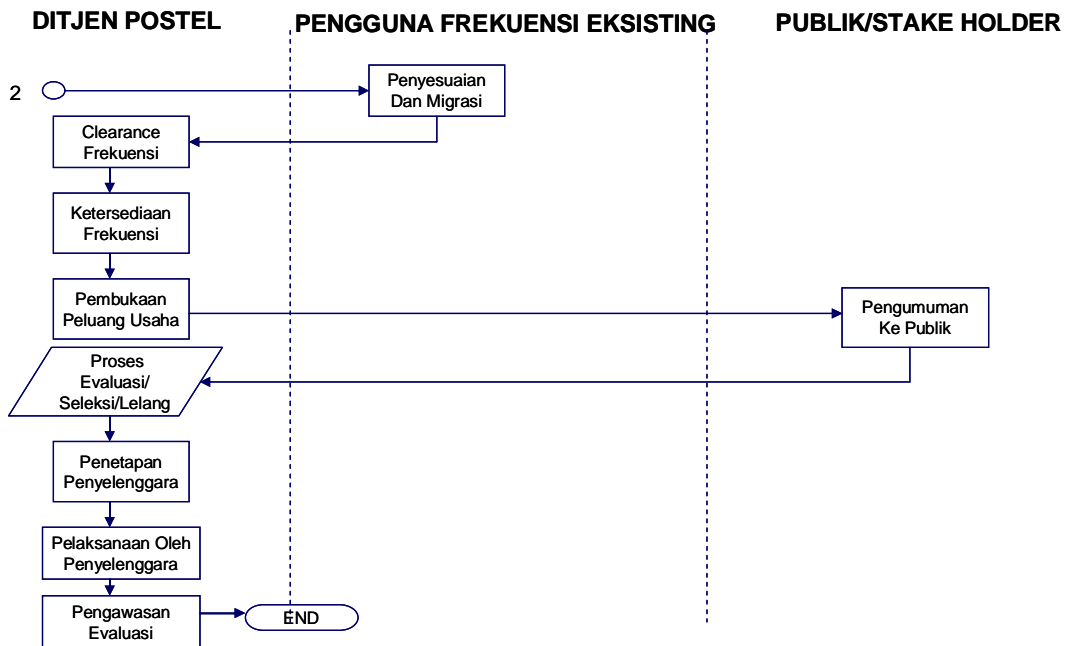 DITJEN POSTEL
PENGGUNA FREKUENSI EKSISTING
PUBLIK/STAKE HOLDER
2
Penyesuaian
Dan Migrasi
Clearance
Frekuensi
Ketersediaan
Frekuensi
Pembukaan
Peluang Usaha
Pengumuman
Ke Publik
Proses
Evaluasi/
Seleksi/Lelang
Penetapan
Penyelenggara
Pelaksanaan Oleh
Penyelenggara
Pengawasan
Evaluasi
END